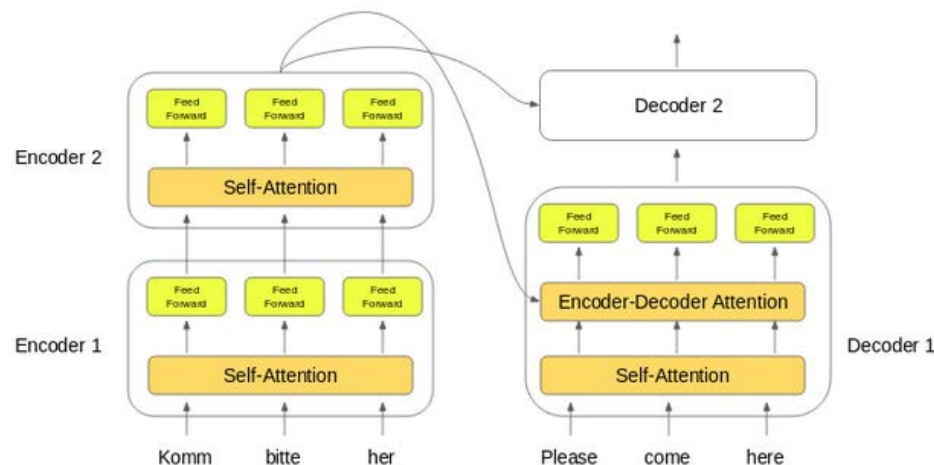 Feed Forward
Feed Forward
Feed Forward
Encoder 2
Self-Attention
Feed Forward
Feed Forward
Feed Forward
Encoder 1
Self-Attention
Komm bitte her
Decoder 2
Feed Forward
Feed Forward
Feed Forward
Encoder-Decoder Attention
Decoder 1
Self-Attention
Please come here